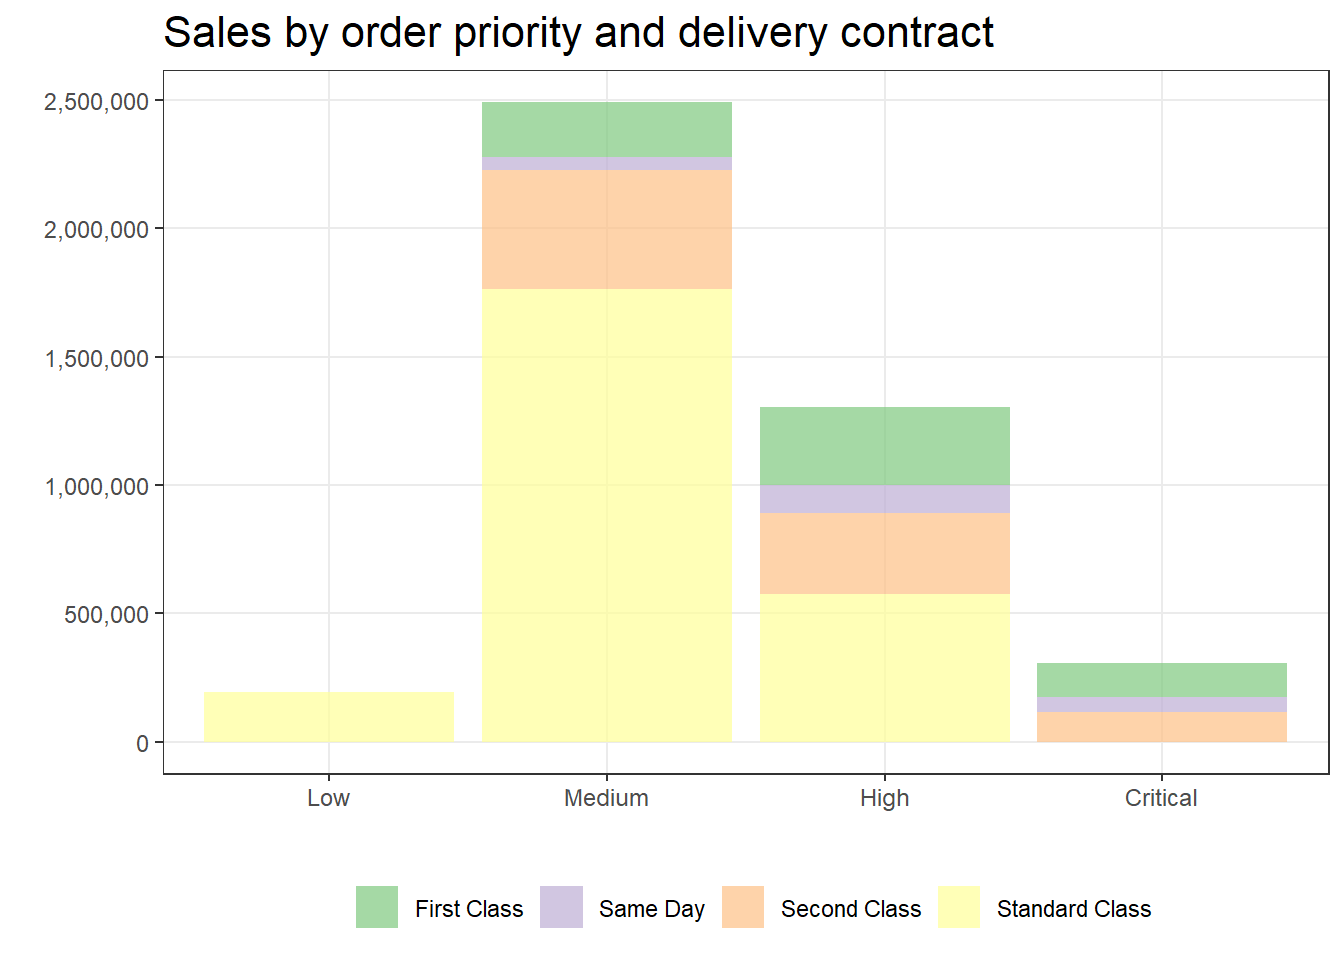 Sales by order priority and delivery contract
2,500,000
2,000,000
1,500,000
1,000,000
500,000
0
Low Medium High Critical
First Class Same Day Second Class Standard Class